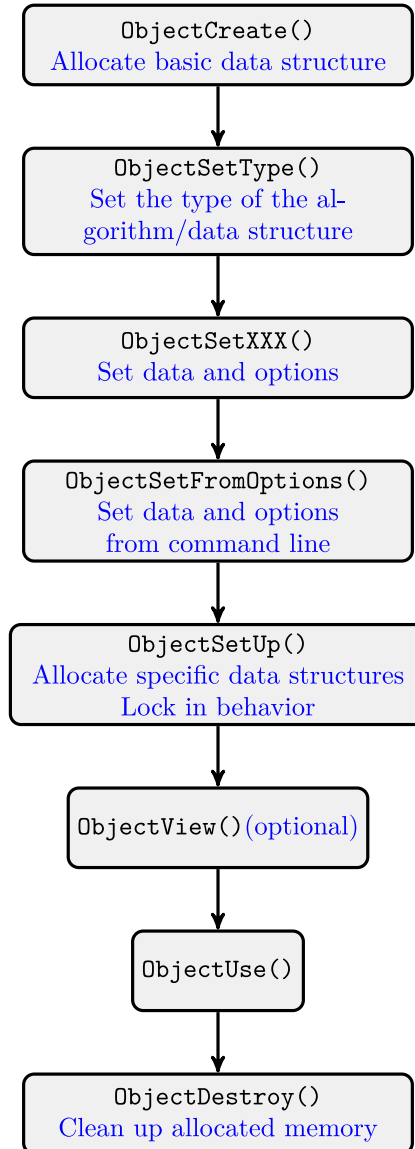 ObjectCreate()
Allocate basic data structure
ObjectSetType()
Set the type of the al-
gorithm/data structure
ObjectSetXXX()
Set data and options
ObjectSetFromOptions()
Set data and options
from command line
ObjectSetUp()
Allocate specific data structures
Lock in behavior
ObjectView()(optional)
ObjectUse()
ObjectDestroy()
Clean up allocated memory